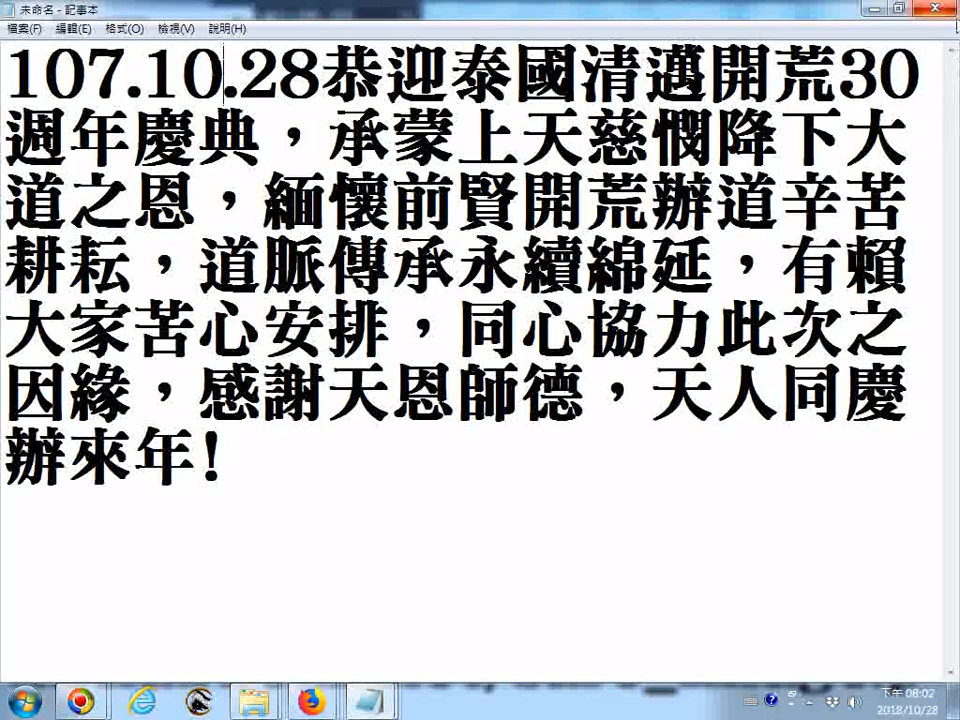 未命名 - 記事本
檔案(F) 編輯(E) 格式(O) 檢視(V) 說明(H)
107.10.28恭迎泰國清邁開荒30
週年慶典，承蒙上天慈憫降下大
道之恩，緬懷前賢開荒辦道辛苦
耕耘，道脈傳承永續綿延，有賴
大家苦心安排，同心協力此次之
因緣，感謝天恩師德，天人同慶
辦來年!
下午 08:02
2018/10/28